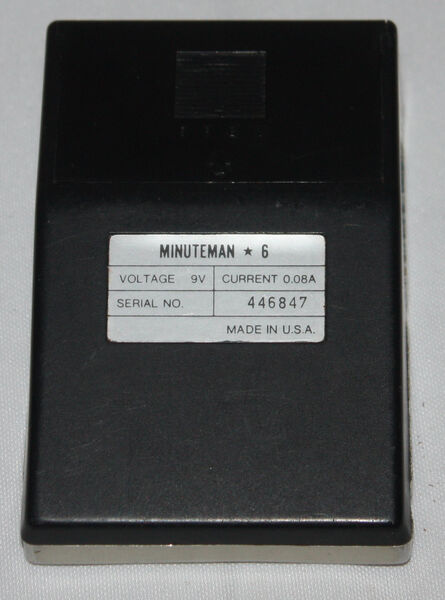 MINUTEMAN ★ 6
VOLTAGE 9V CURRENT 0.08A
SERIAL NO. 446847
MADE IN U.S.A.